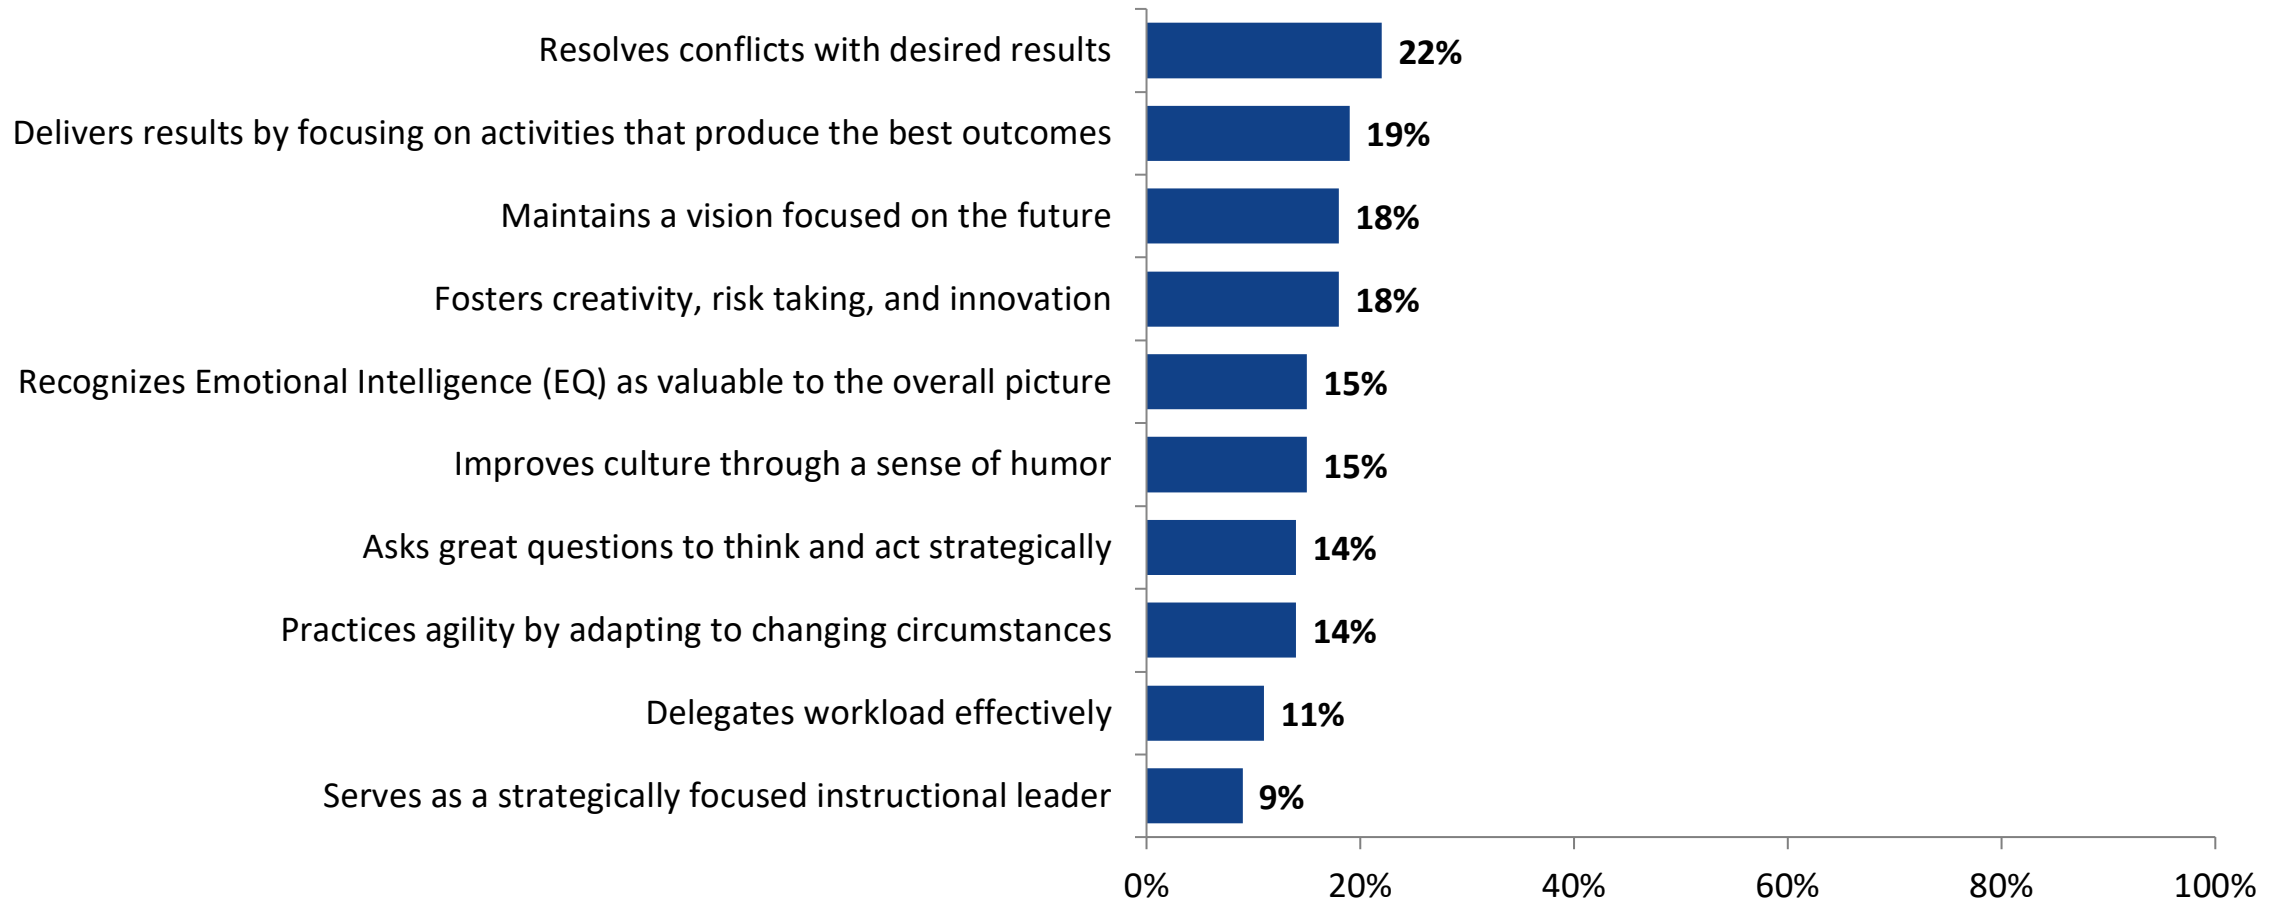 Resolves conflicts with desired results 22%
Delivers results by focusing on activities that produce the best outcomes 19%
Maintains a vision focused on the future 18%
Fosters creativity, risk taking, and innovation 18%
Recognizes Emotional Intelligence (EQ) as valuable to the overall picture 15%
Improves culture through a sense of humor 15%
Asks great questions to think and act strategically 14%
Practices agility by adapting to changing circumstances 14%
Delegates workload effectively 11%
Serves as a strategically focused instructional leader 9%
0% 20% 40% 60% 80% 100%